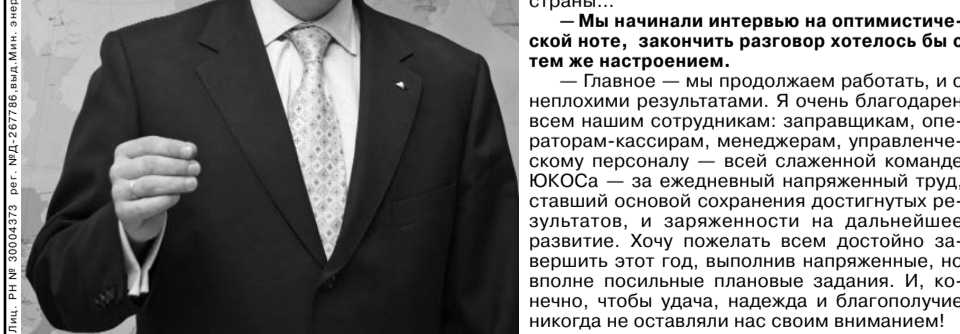 Лиц. РН № 30004373 рег. №Д-267786.выд.Мин. энер
страны...
— Мы начинали интервью на оптимистиче-
ской ноте, закончить разговор хотелось бы с
тем же настроением.
— Главное — мы продолжаем работать, и с
неплохими результатами. Я очень благодарен
всем нашим сотрудникам: заправщикам, опе-
раторам-кассирам, менеджерам, управленче-
скому персоналу — всей слаженной команде
ЮКОСа — за ежедневный напряженный труд,
ставший основой сохранения достигнутых ре-
зультатов, и заряженности на дальнейшее
развитие. Хочу пожелать всем достойно за-
вершить этот год, выполнив напряженные, но
вполне посильные плановые задания. И, ко-
нечно, чтобы удача, надежда и благополучие
никогда не оставляли нас своим вниманием!